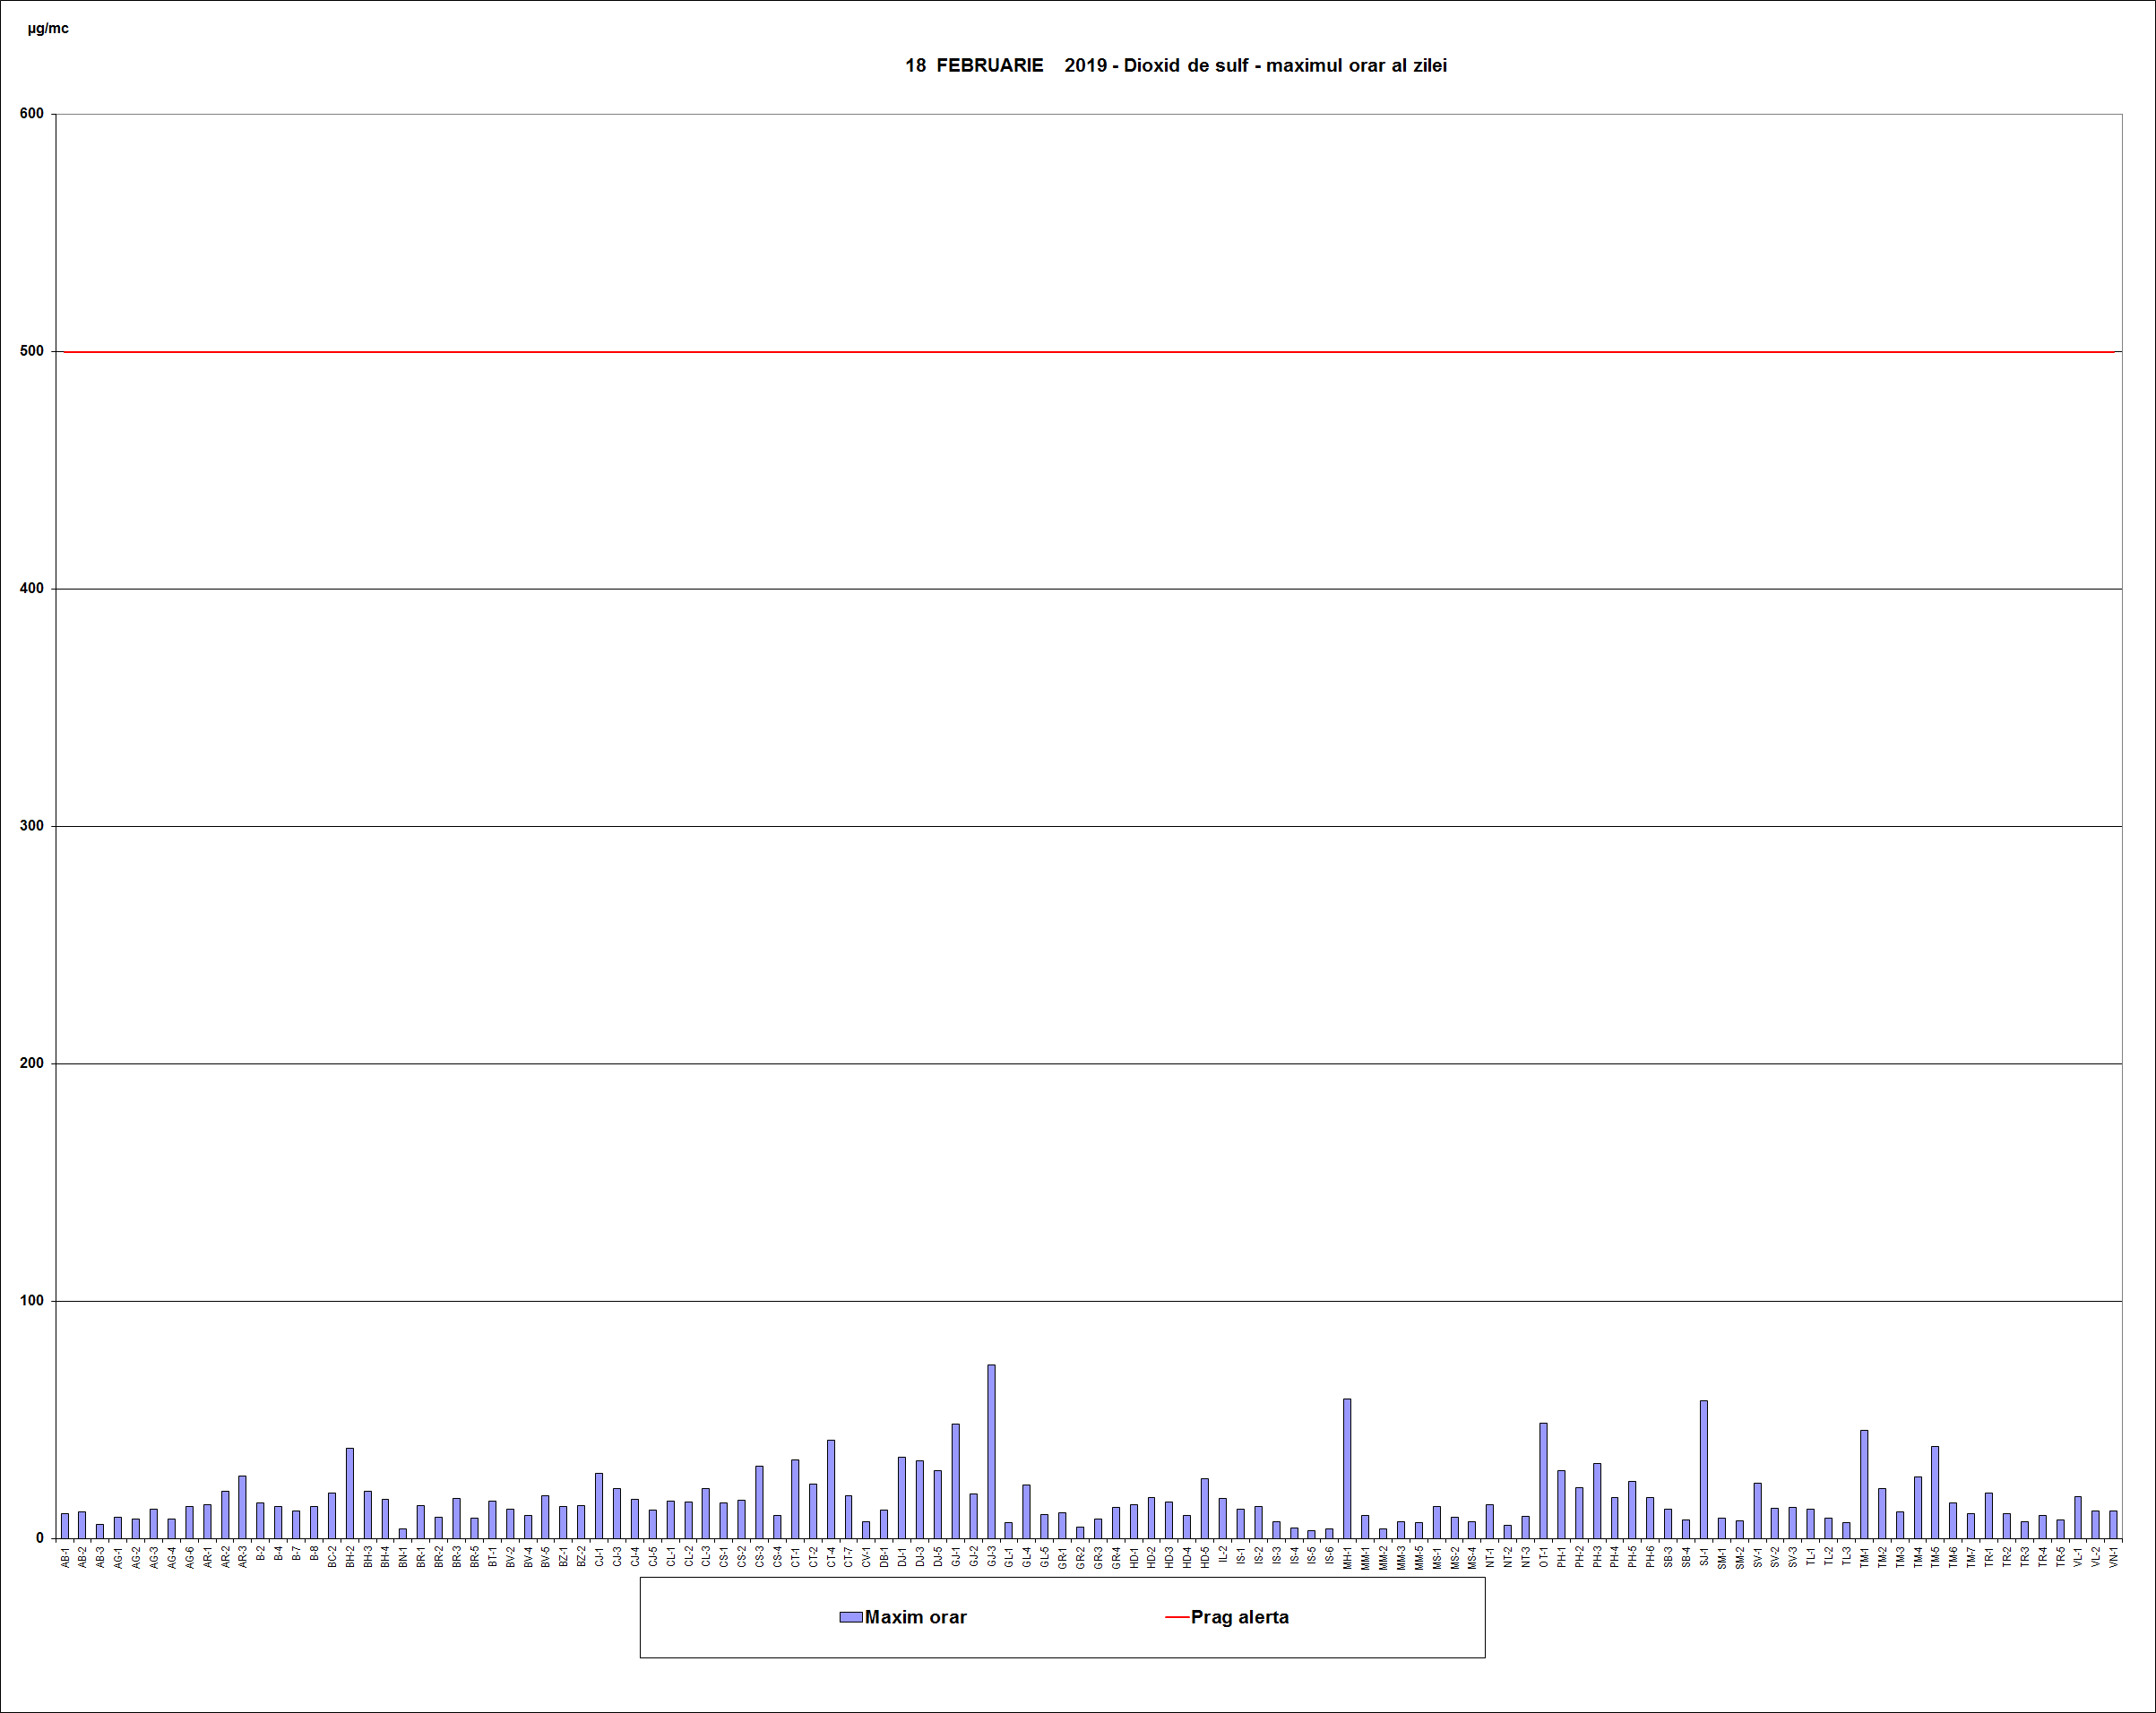 µg/mc
18 FEBRUARIE 2019 - Dioxid de sulf - maximul orar al zilei
600
500
400
300
200
100
0
AB-1 AB-2 AB-3 AG-1 AG-2 AG-3 AG-4 AG-6 AR-1 AR-2 AR-3 B-2 B-4 B-7 B-8 BC-2 BH-2 BH-3 BH-4 BN-1 BR-1 BR-2 BR-3 BR-5 BT-1 BV-2 BV-4 BV-5 BZ-1 BZ-2 CJ-1 CJ-3 CJ-4 CJ-5 CL-1 CL-2 CL-3 CS-1 CS-2 CS-3 CS-4 CT-1 CT-2 CT-4 CT-7 CV-1 DB-1 DJ-1 DJ-3 DJ-5 GJ-1 GJ-2 GJ-3 GL-1 GL-4 GL-5 GR-1 GR-2 GR-3 GR-4 HD-1 HD-2 HD-3 HD-4 HD-5 IL-2 IS-1 IS-2 IS-3 IS-4 IS-5 IS-6 MH-1 MM-1 MM-2 MM-3 MM-5 MS-1 MS-2 MS-4 NT-1 NT-2 NT-3 OT-1 PH-1 PH-2 PH-3 PH-4 PH-5 PH-6 SB-3 SB-4 SJ-1 SM-1 SM-2 SV-1 SV-2 SV-3 TL-1 TL-2 TL-3 TM-1 TM-2 TM-3 TM-4 TM-5 TM-6 TM-7 TR-1 TR-2 TR-3 TR-4 TR-5 VL-1 VL-2 VN-1
Maxim orar Prag alerta